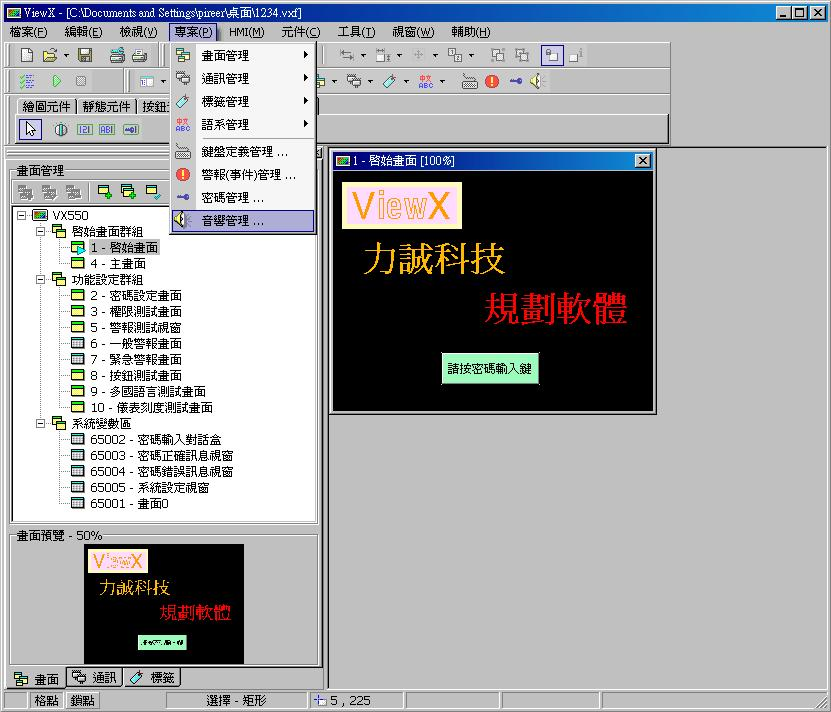 ViewX - [C:\Documents and Settings\pireer\桌面\1234.vxf]
檔案(F) 編輯(E) 檢視(V) 專案(P) HMI(M) 元件(C) 工具(T) 視窗(W) 輔助(H)
畫面管理
通訊管理
標籤管理
語系管理
鍵盤定義管理 ...
警報(事件)管理 ...
密碼管理 ...
音響管理 ...
繪圖元件 靜態元件 按鈕
畫面管理
VX550
啓始畫面群組
1 - 啓始畫面
4 - 主畫面
功能設定群組
2 - 密碼設定畫面
3 - 權限測試畫面
5 - 警報測試視窗
6 - 一般警報畫面
7 - 緊急警報畫面
8 - 按鈕測試畫面
9 - 多國語言測試畫面
10 - 儀表刻度測試畫面
系統變數區
65002 - 密碼輸入對話盒
65003 - 密碼正確訊息視窗
65004 - 密碼錯誤訊息視窗
65005 - 系統設定視窗
65001 - 畫面0
畫面預覽 - 50%
ViewX
力誠科技
規劃軟體
畫面 通訊 標籤
1 - 啓始畫面 [100%]
ViewX
力誠科技
規劃軟體
請按密碼輸入鍵
格點 鎖點 選擇 - 矩形 5 , 225